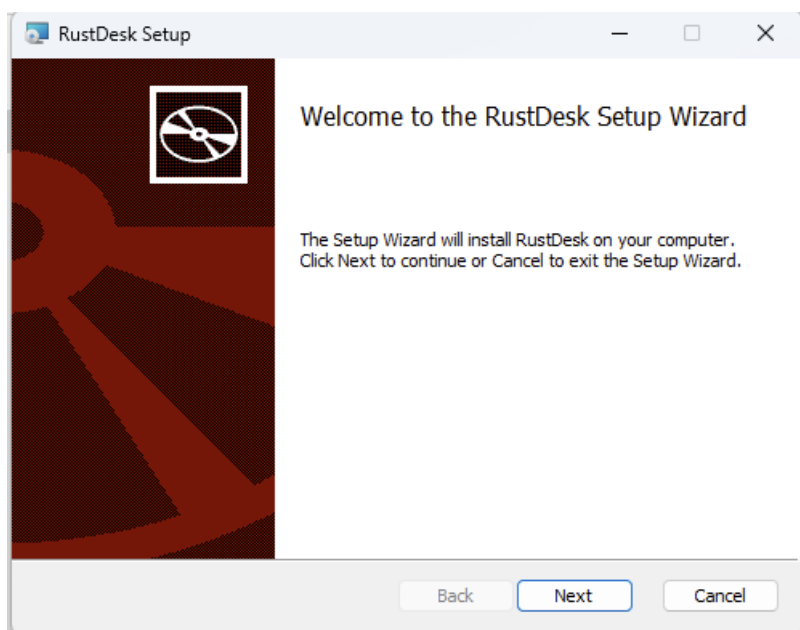 RustDesk Setup
Welcome to the RustDesk Setup Wizard
The Setup Wizard will install RustDesk on your computer.
Click Next to continue or Cancel to exit the Setup Wizard.
Back
Next
Cancel